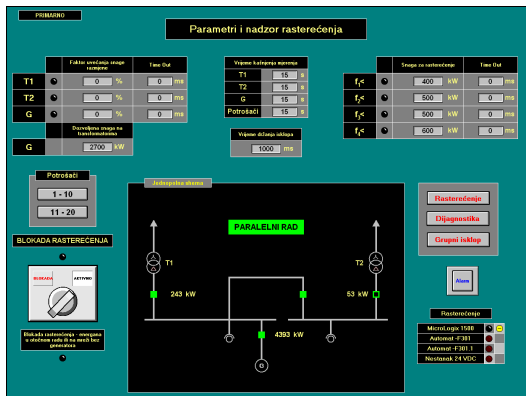 PRIMARNO
Parametri i nadzor rasterećenja
Faktor uvećanja snage razmjene
Time Out
T1 0 % 0 ms
T2 0 % 0 ms
G 0 % 0 ms
Dozvoljena snaga na transformatorima
G 2700 kW
Vrijeme kašnjenja mjerenja
T1 15 s
T2 15 s
G 15 s
Potrošači 15 s
Vrijeme držanja isklopa
1000 ms
Snaga za rasterećenje
Time Out
f1< 400 kW 0 ms
f2< 500 kW 0 ms
f3< 500 kW 0 ms
600 kW 0 ms
Potrošači
1 - 10
11 - 20
BLOKADA RASTEREĆENJA
BLOKADA
AKTIVNO
Blokada rasterećenja - energana
u otočnom radu ili na mreži bez
generatora
Jednopolna shema
PARALELNI RAD
T1
T2
243 kW
53 kW
4393 kW
G
Rasterećenje
Dijagnostika
Grupni isklop
Alarm
Rasterećenje
MicroLogix 1500
Automat -F301
Automat -F301.1
Nestanak 24 VDC